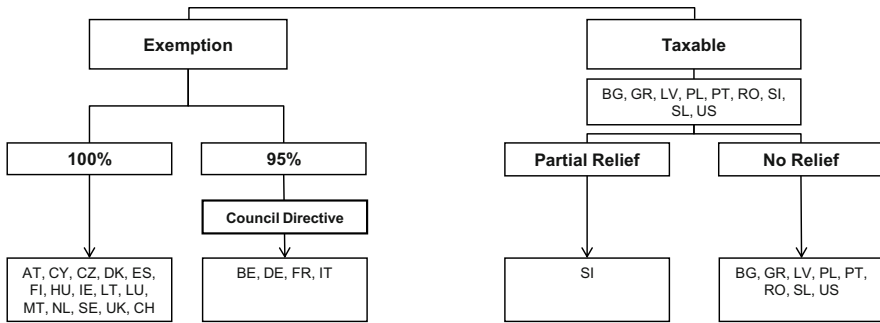 Exemption
Taxable
BG, GR, LV, PL, PT, RO, SI,
SL, US
100%
95%
Partial Relief
No Relief
Council Directive
AT, CY, CZ, DK, ES,
FI, HU, IE, LT, LU,
MT, NL, SE, UK, CH
BE, DE, FR, IT
SI
BG, GR, LV, PL, PT,
RO, SL, US